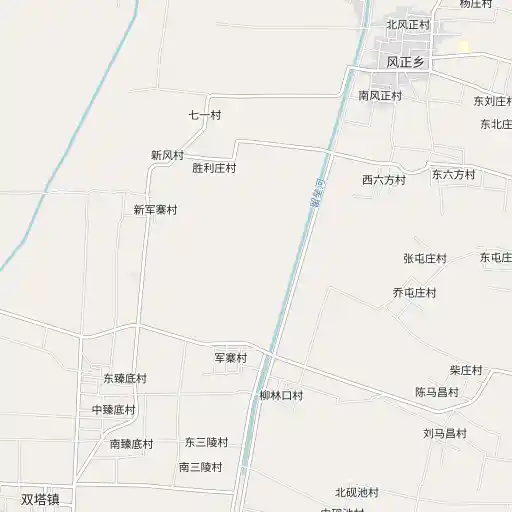 杨庄村
北风正村
风正乡
南风正村
东刘庄村
七一村
东北庄
新风村
胜利庄村
西六方村
东六方村
新军寨村
张屯庄村
东屯庄
乔屯庄村
军寨村
柴庄村
东臻底村
柳林口村
陈马昌村
中臻底村
刘马昌村
南臻底村
东三陵村
南三陵村
双塔镇
北砚池村